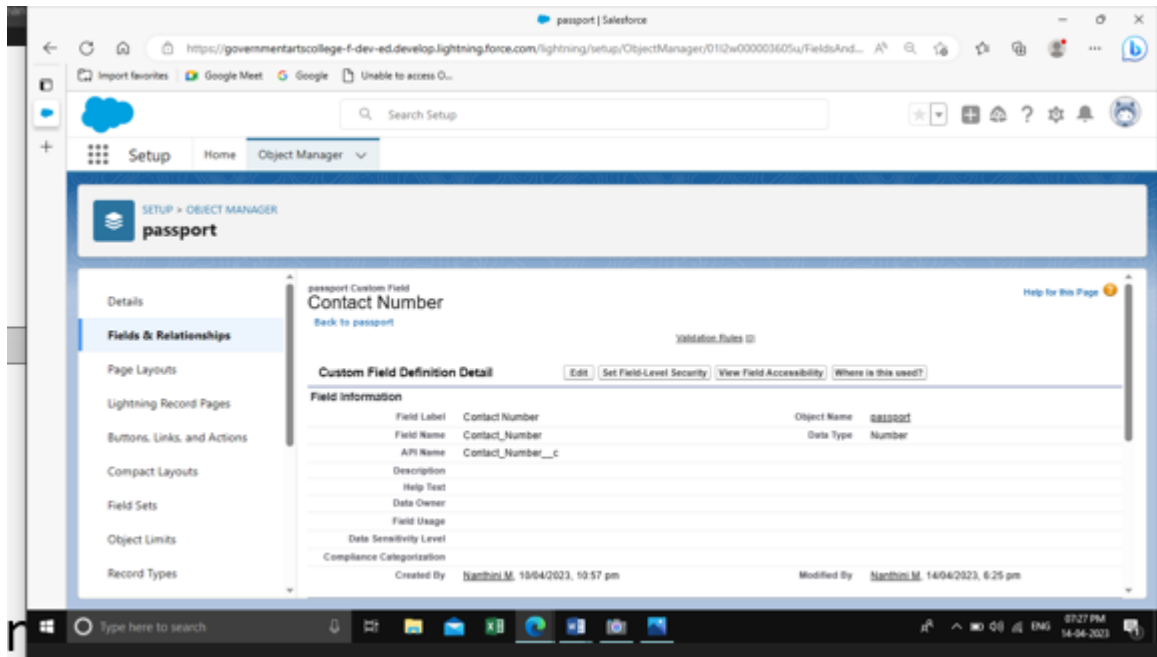 passport | Salesforce
https://governmentartscollege-f-dev-ed.develop.lightning.force.com/lightning/setup/ObjectManager/01I2w000003605u/FieldsAnd...
Import favorites Google Meet Google Unable to access O...
Search Setup
Setup Home Object Manager
SETUP > OBJECT MANAGER
passport
Details
Fields & Relationships
Page Layouts
Lightning Record Pages
Buttons, Links, and Actions
Compact Layouts
Field Sets
Object Limits
Record Types
passport Custom Field
Contact Number
Help for this Page
Back to passport
Validation Rules [0]
Custom Field Definition Detail Edit Set Field-Level Security View Field Accessibility Where is this used?
Field Information
Field Label Contact Number Object Name passport
Field Name Contact_Number Data Type Number
API Name Contact_Number__c
Description
Help Text
Data Owner
Field Usage
Data Sensitivity Level
Compliance Categorization
Created By Nanthini M, 10/04/2023, 10:57 pm Modified By Nanthini M, 14/04/2023, 6:25 pm
Type here to search
ENG 07:27 PM
14-04-2023